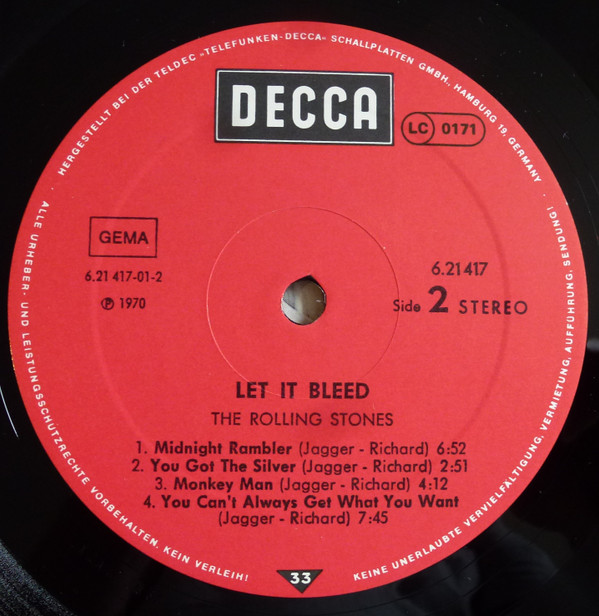 HERGESTELLT BEI DER TELDEC »TELEFUNKEN-DECCA« SCHALLPLATTEN GMBH., HAMBURG 19, GERMANY
DECCA
LC 0171
GEMA
6.21417-01-2
℗ 1970
6.21417
Side 2 STEREO
LET IT BLEED
THE ROLLING STONES
1. Midnight Rambler (Jagger - Richard) 6:52
2. You Got The Silver (Jagger - Richard) 2:51
3. Monkey Man (Jagger - Richard) 4:12
4. You Can't Always Get What You Want
(Jagger - Richard) 7:45
33
ALLE URHEBER- UND LEISTUNGSSCHUTZRECHTE VORBEHALTEN. KEIN VERLEIH! KEINE UNERLAUBTE VERVIELFÄLTIGUNG, VERMIETUNG, AUFFÜHRUNG, SENDUNG!